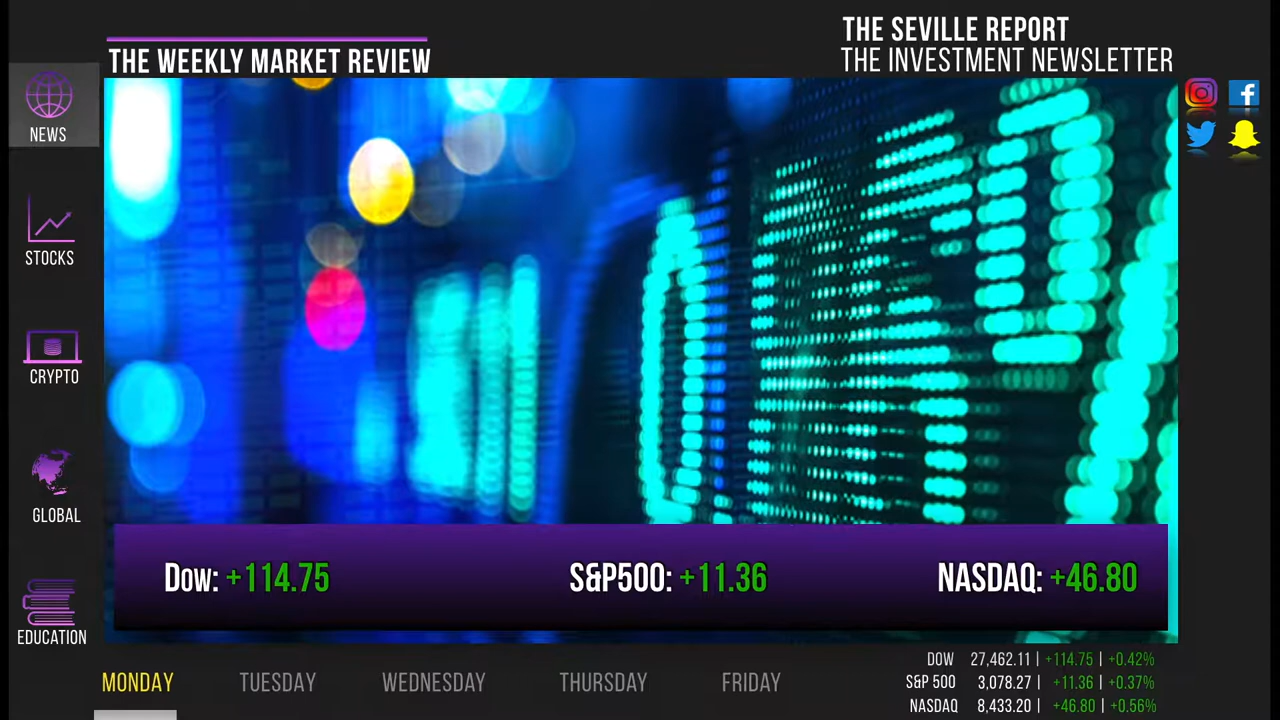 THE WEEKLY MARKET REVIEW
THE SEVILLE REPORT
THE INVESTMENT NEWSLETTER
NEWS
STOCKS
CRYPTO
GLOBAL
EDUCATION
Dow: +114.75
S&P500: +11.36
NASDAQ: +46.80
MONDAY TUESDAY WEDNESDAY THURSDAY FRIDAY
DOW 27,462.11 | +114.75 | +0.42%
S&P 500 3,078.27 | +11.36 | +0.37%
NASDAQ 8,433.20 | +46.80 | +0.56%